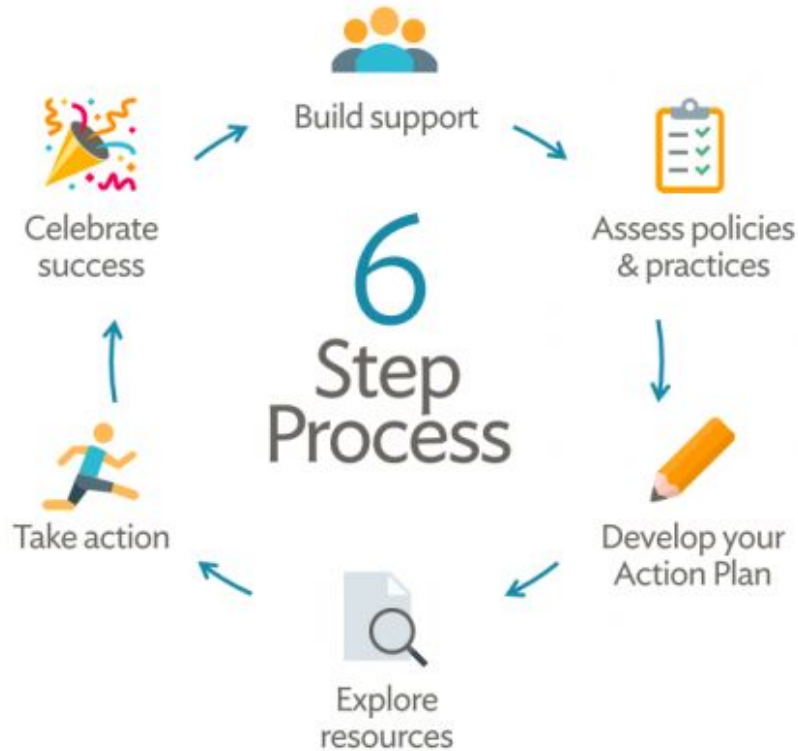 Build support
Assess policies
& practices
Develop your
Action Plan
Explore
resources
Take action
Celebrate
success
6
Step
Process